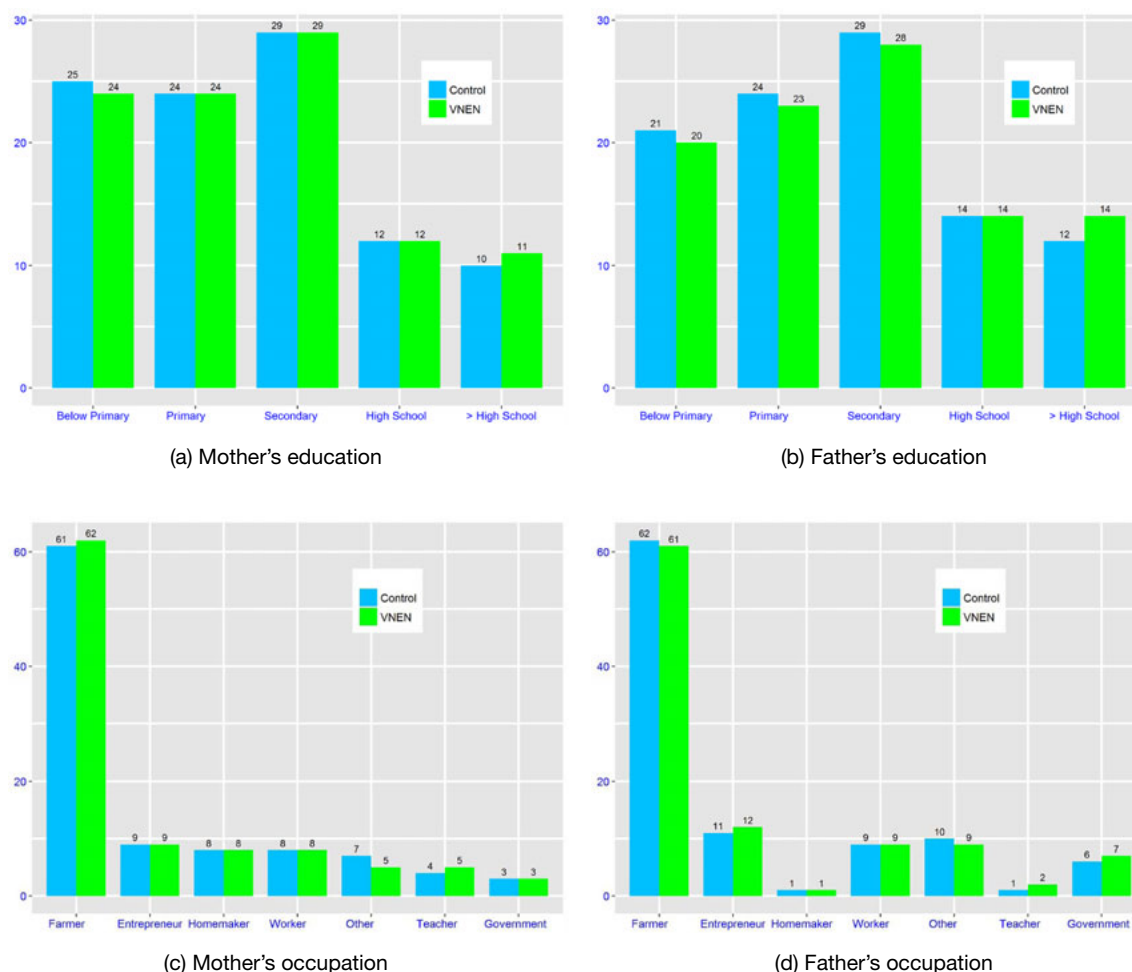 30
20
10
0
25
24
24
24
29
29
12
12
10
11
Control
VNEN
Below Primary
Primary
Secondary
High School
> High School
(a) Mother’s education
30
20
10
0
21
20
24
23
29
28
14
14
12
14
Control
VNEN
Below Primary
Primary
Secondary
High School
> High School
(b) Father’s education
60
40
20
0
61
62
9
9
8
8
8
8
7
5
4
5
3
3
Control
VNEN
Farmer
Entrepreneur
Homemaker
Worker
Other
Teacher
Government
(c) Mother’s occupation
60
40
20
0
62
61
11
12
1
1
9
9
10
9
1
2
6
7
Control
VNEN
Farmer
Entrepreneur
Homemaker
Worker
Other
Teacher
Government
(d) Father’s occupation